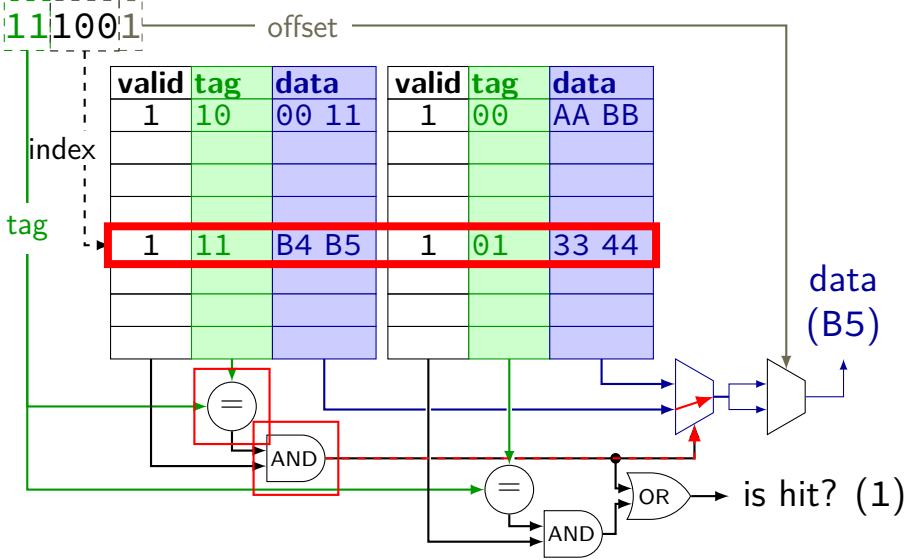 111001 offset
valid tag data valid tag data
1 10 00 11 1 00 AA BB
index
tag
1 11 B4 B5 1 01 33 44
data
(B5)
=
AND
=
OR
is hit? (1)
AND